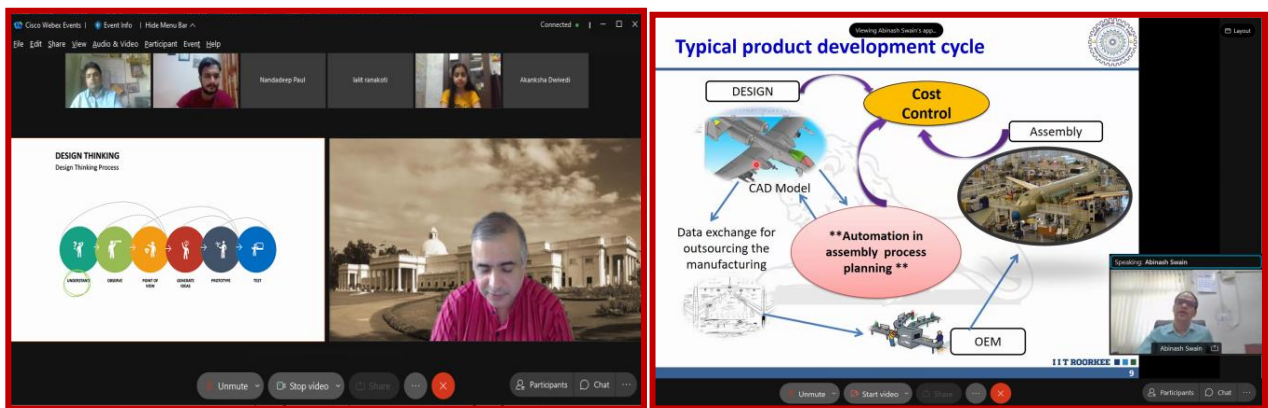 Cisco Webex Events | Event Info | Hide Menu Bar
Connected
File Edit Share View Audio & Video Participant Event Help
Nandadeep Paul
lalit ranakoti
Akanksha Dwivedi
DESIGN THINKING
Design Thinking Process
UNDERSTAND
OBSERVE
POINT OF
VIEW
GENERATE
IDEAS
PROTOTYPE
TEST
Unmute
Stop video
Share
Participants
Chat
Viewing Abinash Swain's app...
Layout
Typical product development cycle
DESIGN
Cost
Control
Assembly
CAD Model
Data exchange for
outsourcing the
manufacturing
**Automation in
assembly process
planning **
OEM
Speaking: Abinash Swain
Abinash Swain
I I T ROORKEE
9
Unmute
Start video
Share
Participants
Chat